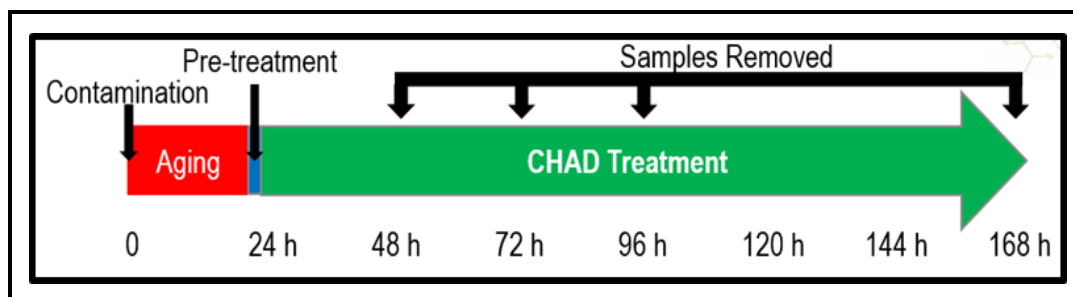 Pre-treatment
Samples Removed
Contamination
Aging
CHAD Treatment
0 24 h 48 h 72 h 96 h 120 h 144 h 168 h